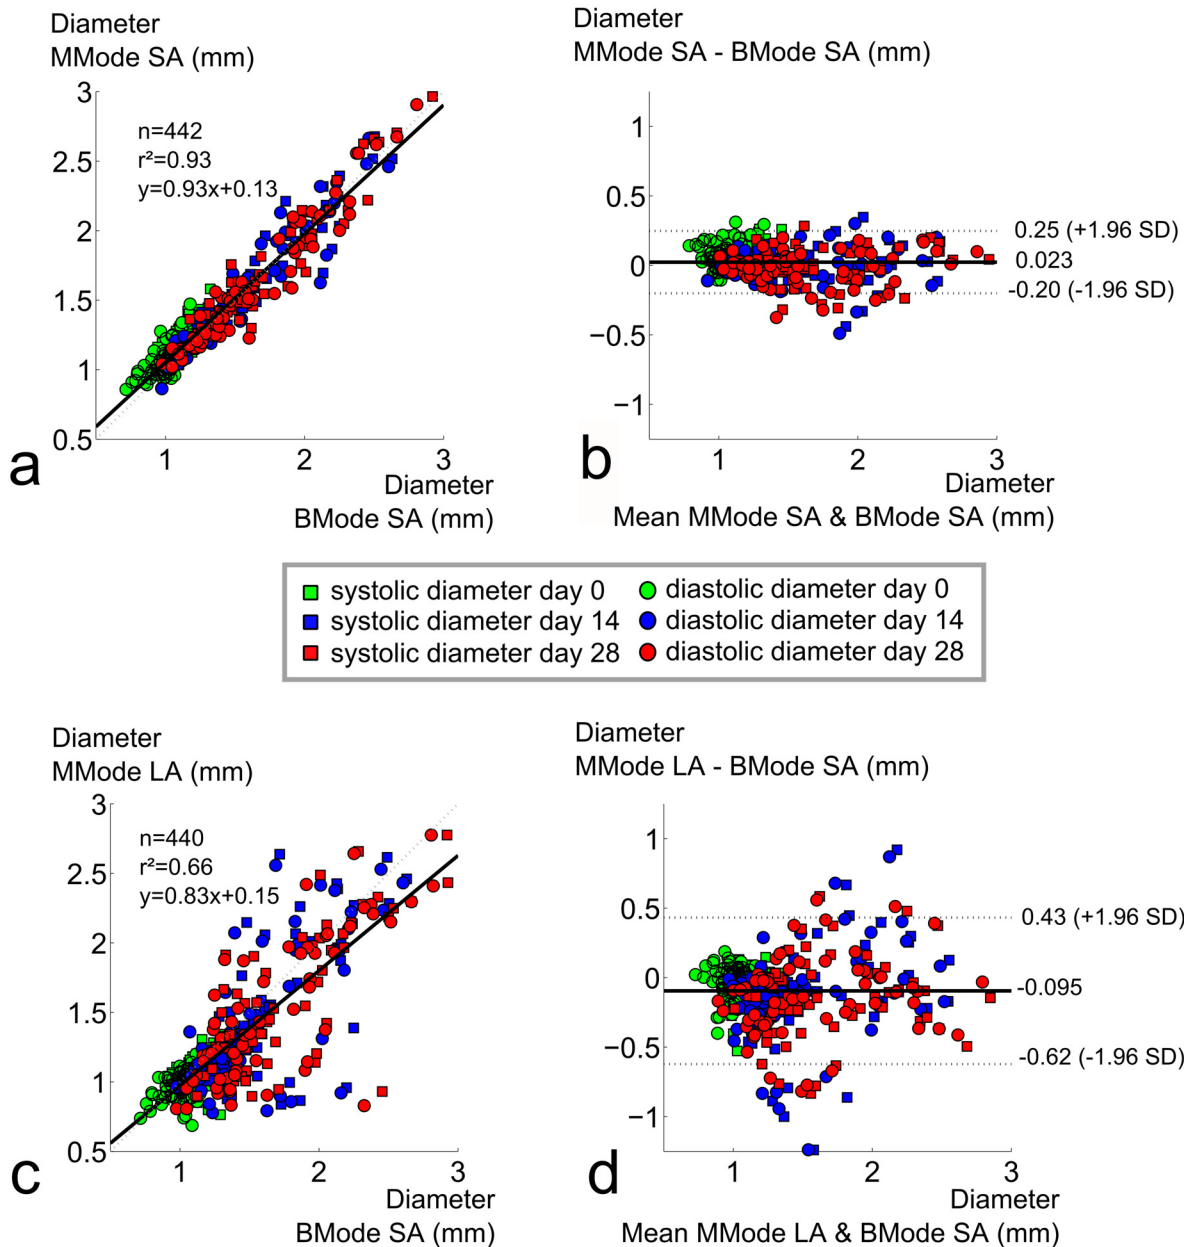 Diameter
MMode SA (mm)
3
2.5
2
1.5
1
0.5
n=442
r²=0.93
y=0.93x+0.13
1 2 3
Diameter
BMode SA (mm)
a
Diameter
MMode SA - BMode SA (mm)
1
0.5
0
−0.5
−1
0.25 (+1.96 SD)
0.023
-0.20 (-1.96 SD)
1 2 3
Diameter
Mean MMode SA & BMode SA (mm)
b
systolic diameter day 0 diastolic diameter day 0
systolic diameter day 14 diastolic diameter day 14
systolic diameter day 28 diastolic diameter day 28
Diameter
MMode LA (mm)
3
2.5
2
1.5
1
0.5
n=440
r²=0.66
y=0.83x+0.15
1 2 3
Diameter
BMode SA (mm)
c
Diameter
MMode LA - BMode SA (mm)
1
0.5
0
−0.5
−1
0.43 (+1.96 SD)
-0.095
-0.62 (-1.96 SD)
1 2 3
Diameter
Mean MMode LA & BMode SA (mm)
d